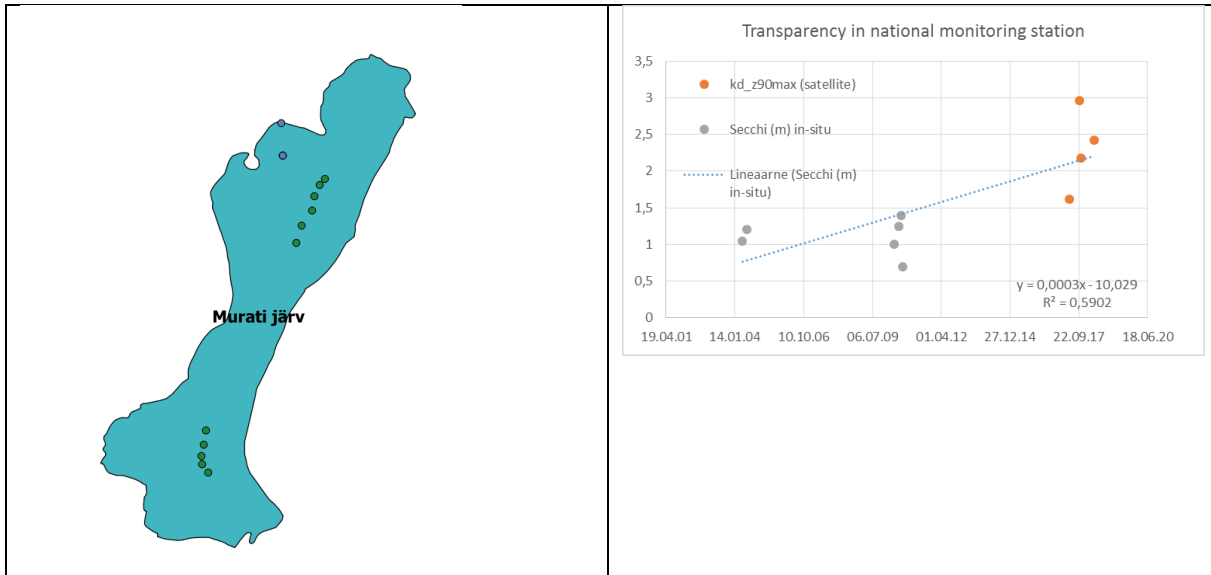 Murati järv
Transparency in national monitoring station
3,5
3
2,5
2
1,5
1
0,5
0
kd_z90max (satellite)
Secchi (m) in-situ
Lineaarne (Secchi (m)
in-situ)
y = 0,0003x - 10,029
R² = 0,5902
19.04.01 14.01.04 10.10.06 06.07.09 01.04.12 27.12.14 22.09.17 18.06.20